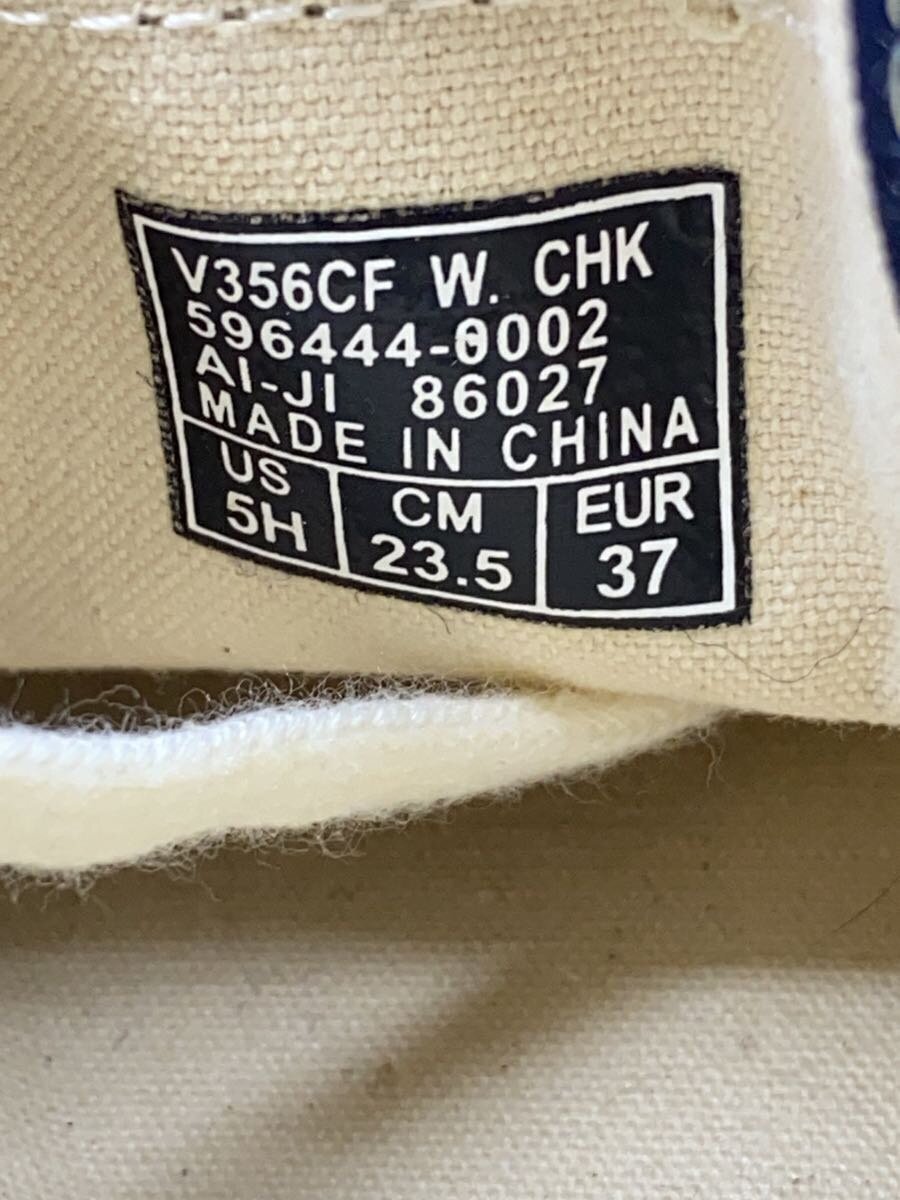 V356CF W. CHK
596444-0002
AI-JI 86027
MADE IN CHINA
US CM EUR
5H 23.5 37